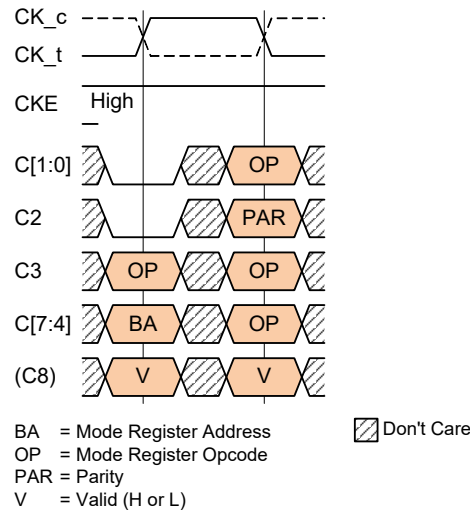 CK_c
CK_t
CKE High
C[1:0] OP
C2 PAR
C3 OP OP
C[7:4] BA OP
(C8) V V
BA = Mode Register Address
Don't Care
OP = Mode Register Opcode
PAR = Parity
V = Valid (H or L)